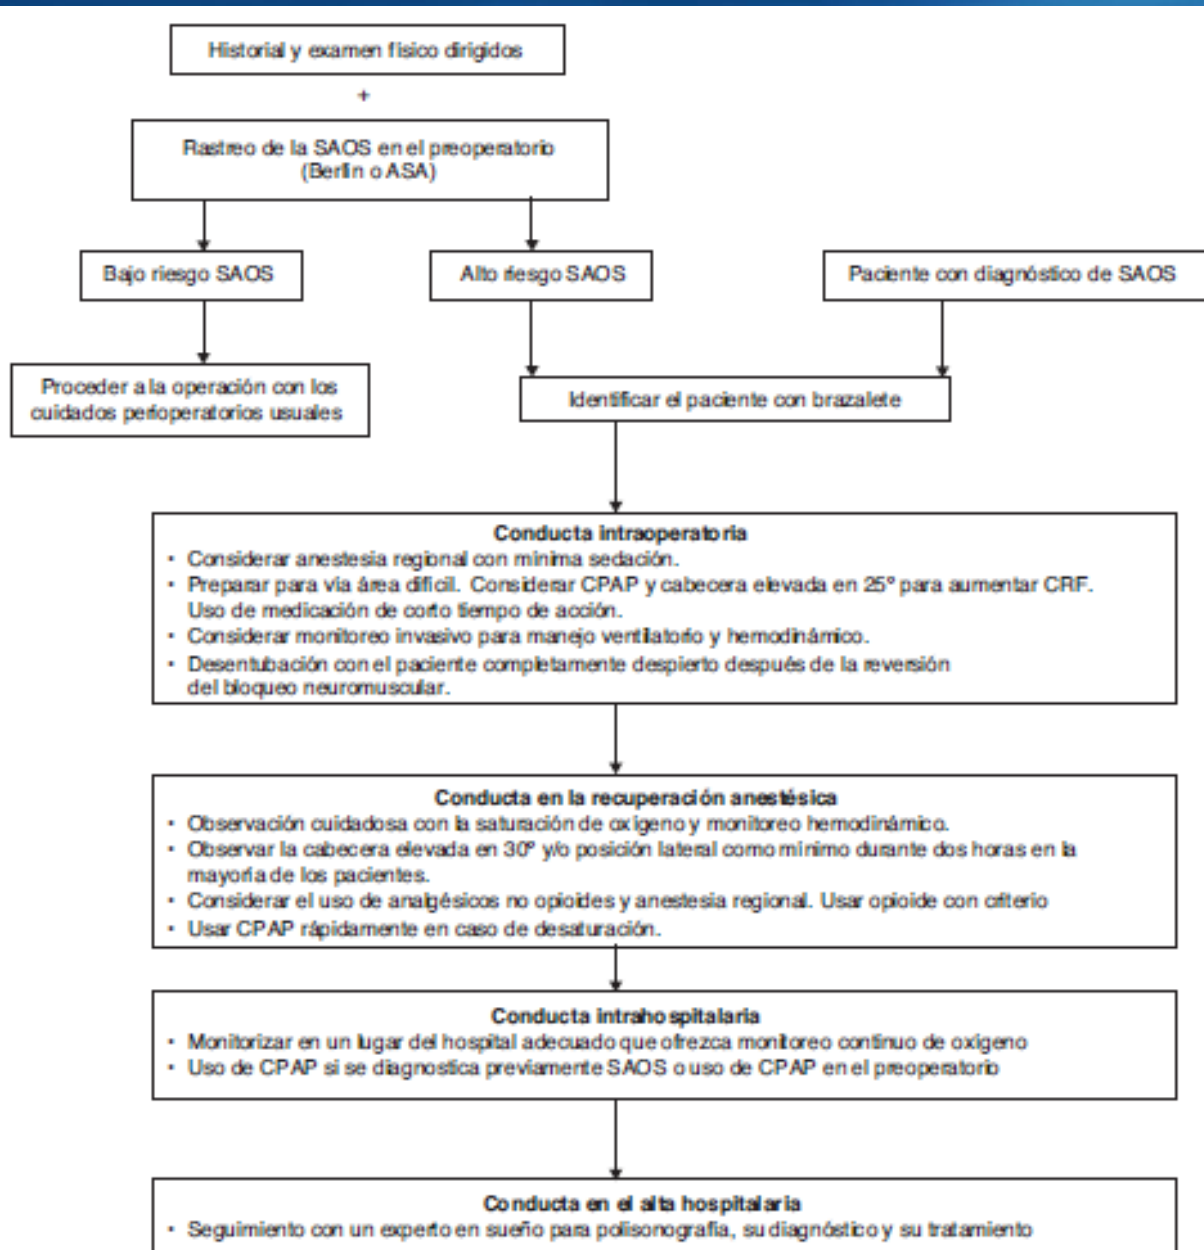 Historial y examen físico dirigidos
+
Rastreo de la SAOS en el preoperatorio
(Berlín o ASA)
Bajo riesgo SAOS
Alto riesgo SAOS
Paciente con diagnóstico de SAOS
Proceder a la operación con los
cuidados perioperatorios usuales
Identificar el paciente con brazalete
Conducta intraoperatoria
• Considerar anestesia regional con mínima sedación.
• Preparar para vía área difícil. Considerar CPAP y cabecera elevada en 25º para aumentar CRF.
Uso de medicación de corto tiempo de acción.
• Considerar monitoreo invasivo para manejo ventilatorio y hemodinámico.
• Desentubación con el paciente completamente despierto después de la reversión
del bloqueo neuromuscular.
Conducta en la recuperación anestésica
• Observación cuidadosa con la saturación de oxígeno y monitoreo hemodinámico.
• Observar la cabecera elevada en 30º y/o posición lateral como mínimo durante dos horas en la
mayoría de los pacientes.
• Considerar el uso de analgésicos no opioides y anestesia regional. Usar opioide con criterio
• Usar CPAP rápidamente en caso de desaturación.
Conducta intrahospitalaria
• Monitorizar en un lugar del hospital adecuado que ofrezca monitoreo continuo de oxígeno
• Uso de CPAP si se diagnostica previamente SAOS o uso de CPAP en el preoperatorio
Conducta en el alta hospitalaria
• Seguimiento con un experto en sueño para polisonografía, su diagnóstico y su tratamiento